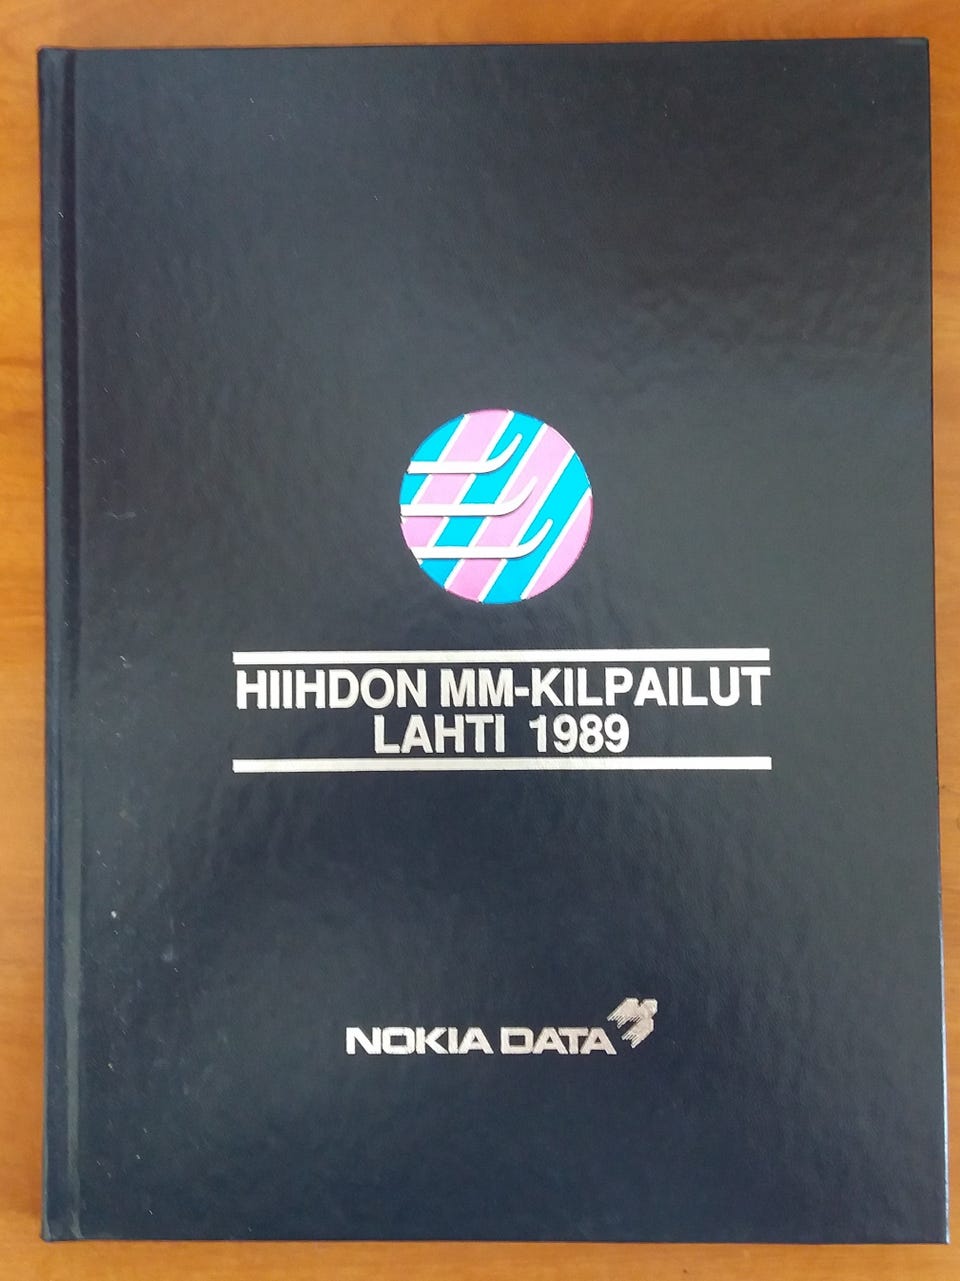 HIIHDON MM-KILPAILUT
LAHTI 1989
NOKIA DATA